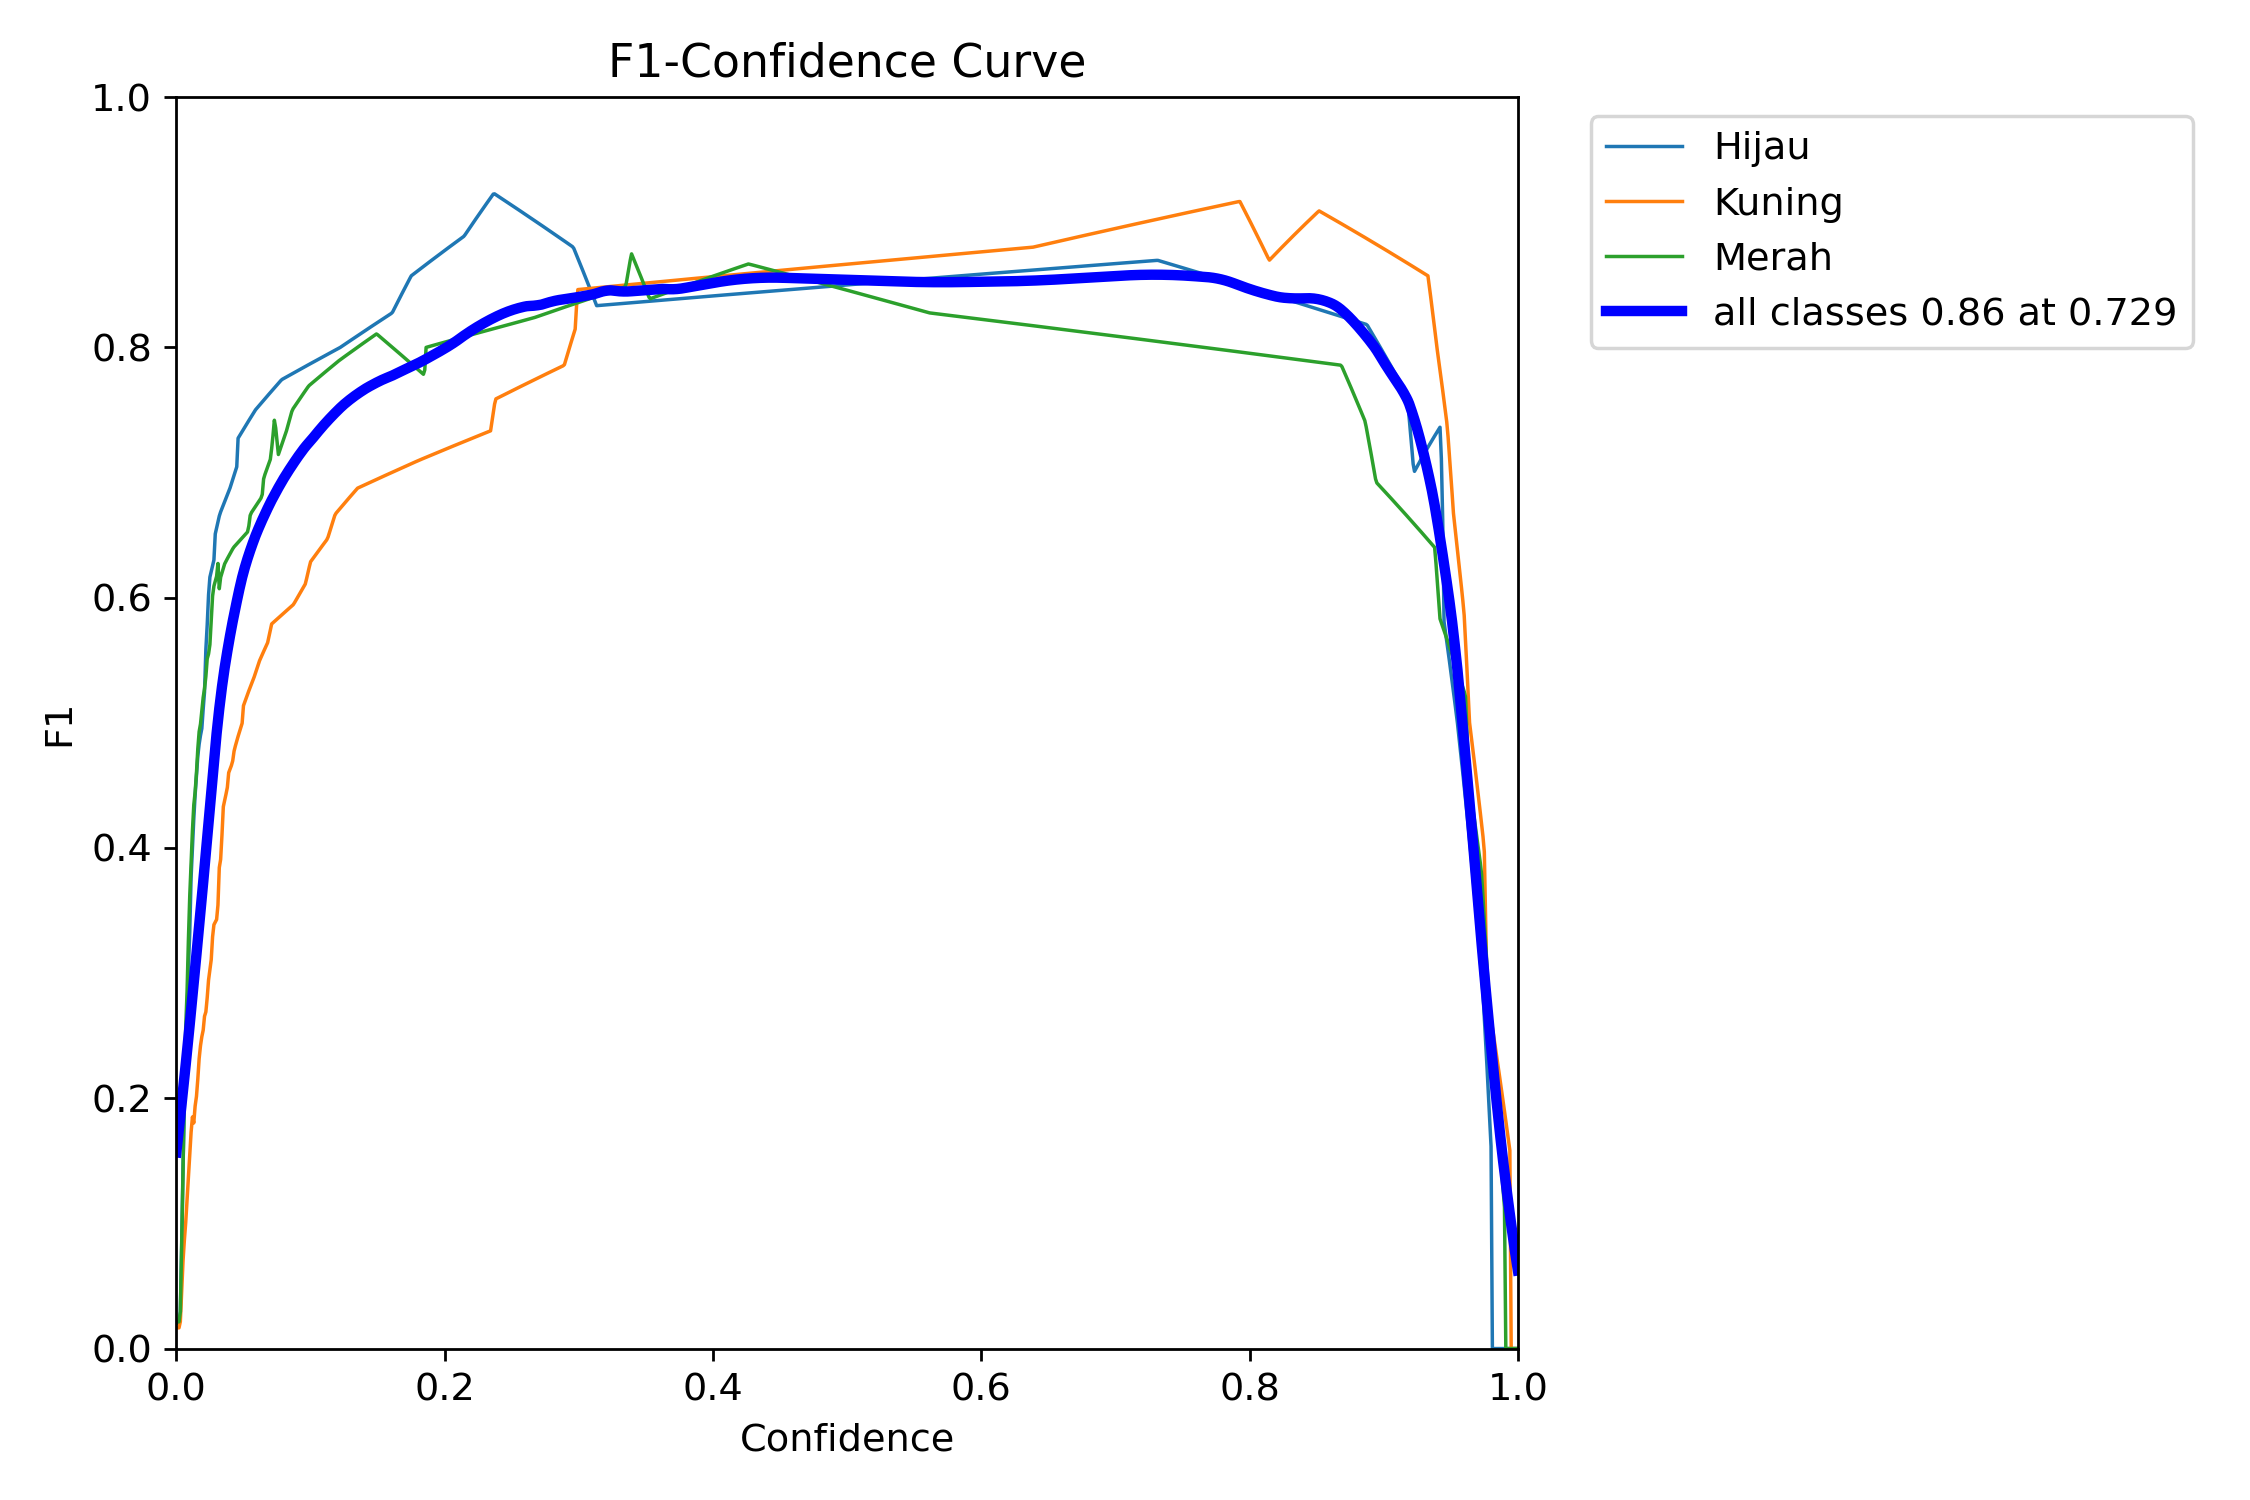 F1-Confidence Curve
1.0
0.8
0.6
0.4
0.2
0.0
F1
0.0 0.2 0.4 0.6 0.8 1.0
Confidence
Hijau
Kuning
Merah
all classes 0.86 at 0.729